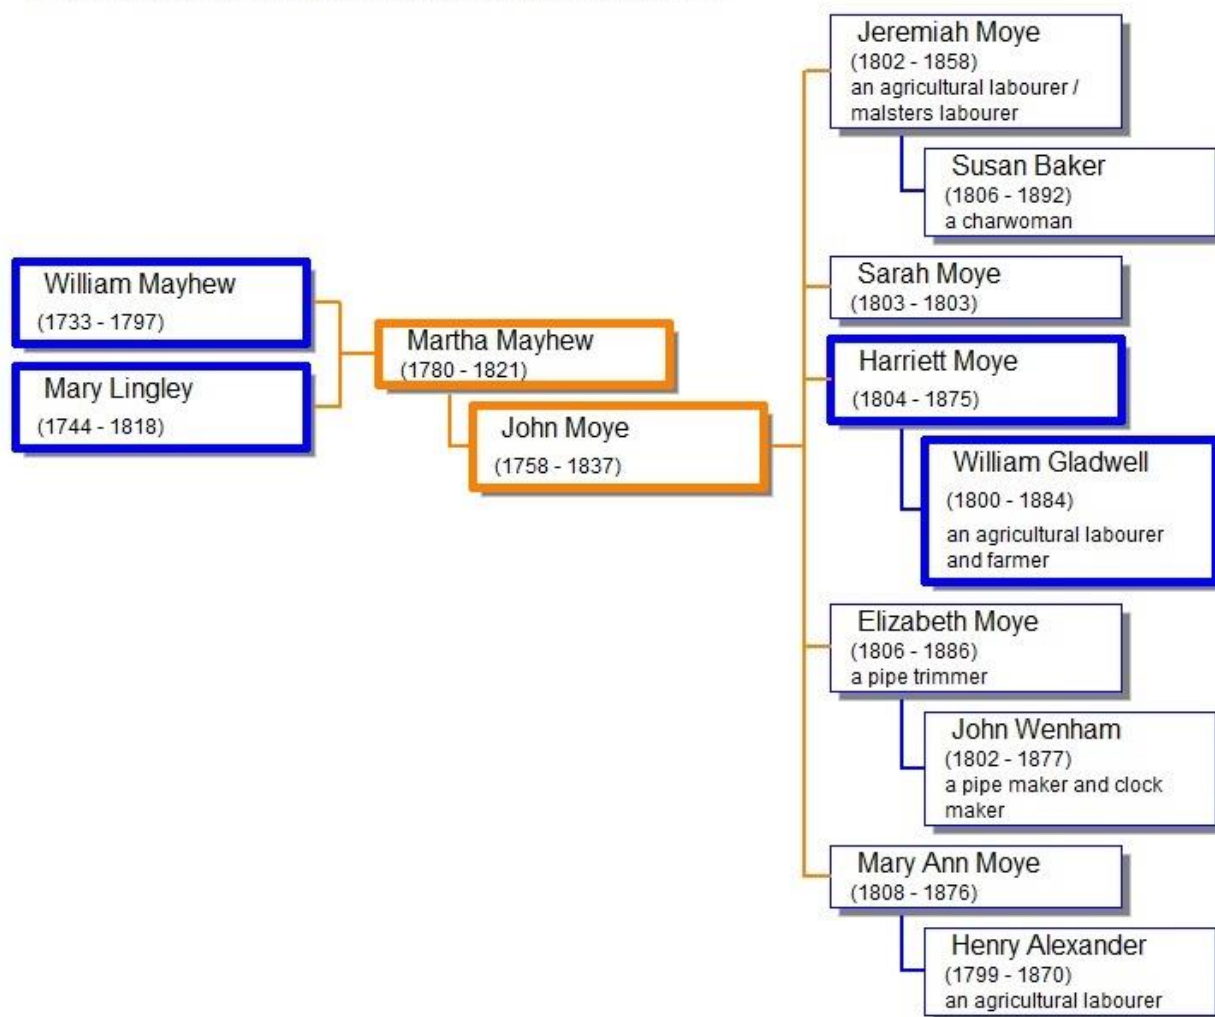 William Mayhew
(1733 - 1797)
Mary Lingley
(1744 - 1818)
Martha Mayhew
(1780 - 1821)
John Moye
(1758 - 1837)
Jeremiah Moye
(1802 - 1858)
an agricultural labourer /
malsters labourer
Susan Baker
(1806 - 1892)
a charwoman
Sarah Moye
(1803 - 1803)
Harriett Moye
(1804 - 1875)
William Gladwell
(1800 - 1884)
an agricultural labourer
and farmer
Elizabeth Moye
(1806 - 1886)
a pipe trimmer
John Wenham
(1802 - 1877)
a pipe maker and clock
maker
Mary Ann Moye
(1808 - 1876)
Henry Alexander
(1799 - 1870)
an agricultural labourer